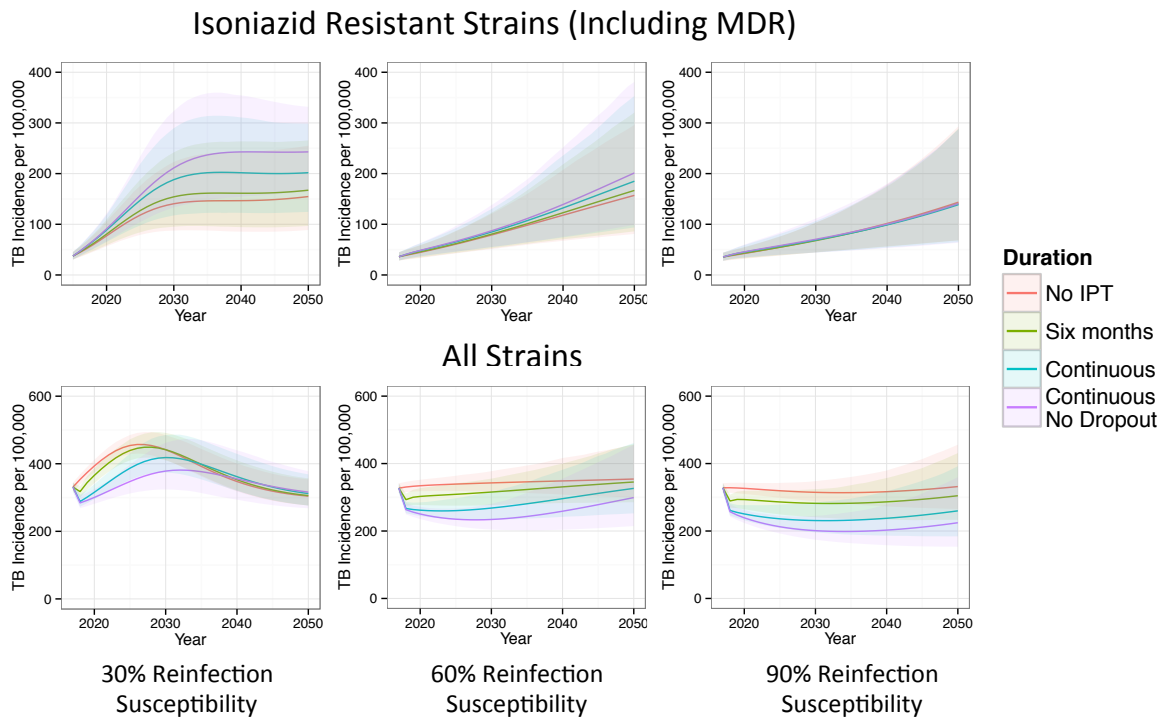 Isoniazid Resistant Strains (Including MDR)
TB Incidence per 100,000
400
300
200
100
0
2020
2030
2040
2050
Year
TB Incidence per 100,000
400
300
200
100
0
2020
2030
2040
2050
Year
TB Incidence per 100,000
400
300
200
100
0
2020
2030
2040
2050
Year
All Strains
TB Incidence per 100,000
600
400
200
0
2020
2030
2040
2050
Year
TB Incidence per 100,000
600
400
200
0
2020
2030
2040
2050
Year
TB Incidence per 100,000
600
400
200
0
2020
2030
2040
2050
Year
30% Reinfection
Susceptibility
60% Reinfection
Susceptibility
90% Reinfection
Susceptibility
Duration
No IPT
Six months
Continuous
Continuous
No Dropout